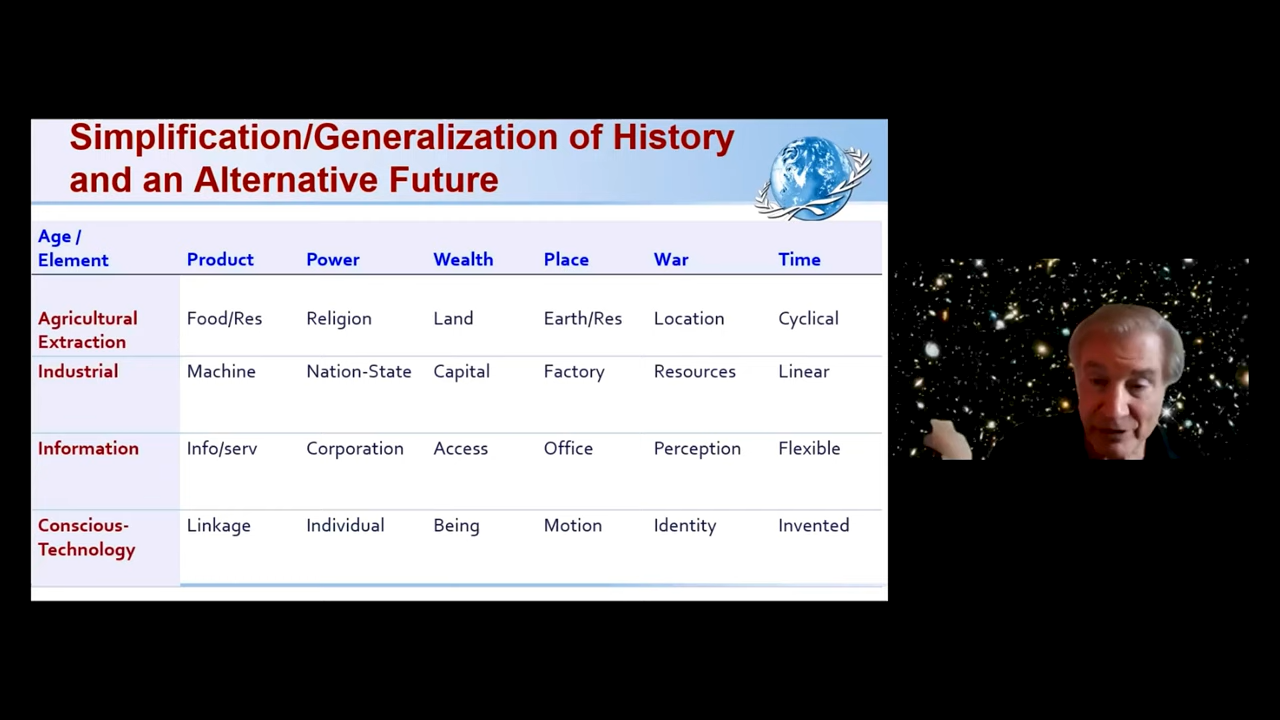 Simplification/Generalization of History
and an Alternative Future
Age /
Element Product Power Wealth Place War Time
Agricultural Food/Res Religion Land Earth/Res Location Cyclical
Extraction
Industrial Machine Nation-State Capital Factory Resources Linear
Information Info/serv Corporation Access Office Perception Flexible
Conscious- Linkage Individual Being Motion Identity Invented
Technology